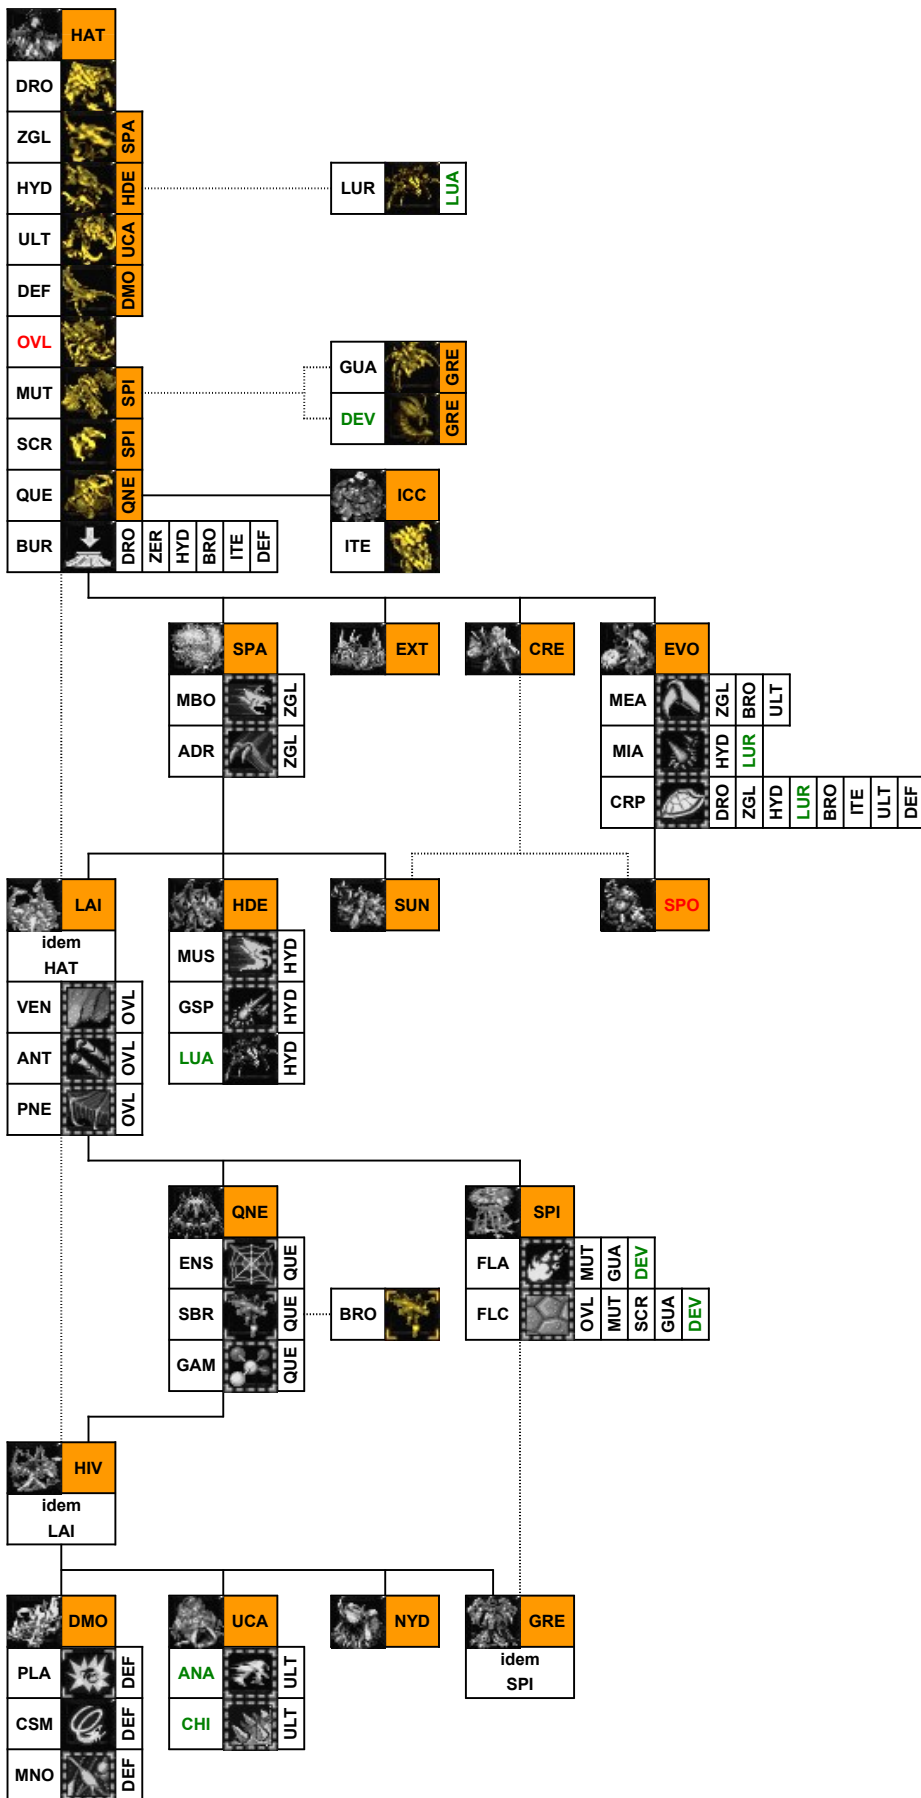 HAT
DRO
ZGL SPA
HYD HDE LUR LUA
ULT UCA
DEF DMO
OVL
GUA GRE
MUT SPI
DEV GRE
SCR SPI
QUE QNE ICC
BUR DRO ZER HYD BRO ITE DEF ITE
SPA EXT CRE EVO
MBO ZGL MEA ZGL BRO ULT
ADR ZGL MIA HYD LUR
CRP DRO ZGL HYD LUR BRO ITE ULT DEF
LAI HDE SUN SPO
idem
HAT
MUS HYD
VEN OVL GSP HYD
ANT OVL LUA HYD
PNE OVL
QNE SPI
ENS QUE FLA MUT GUA DEV
SBR QUE BRO FLC OVL MUT SCR GUA DEV
GAM QUE
HIV
idem
LAI
DMO UCA NYD GRE
PLA DEF ANA ULT idem
SPI
CSM DEF CHI ULT
MNO DEF